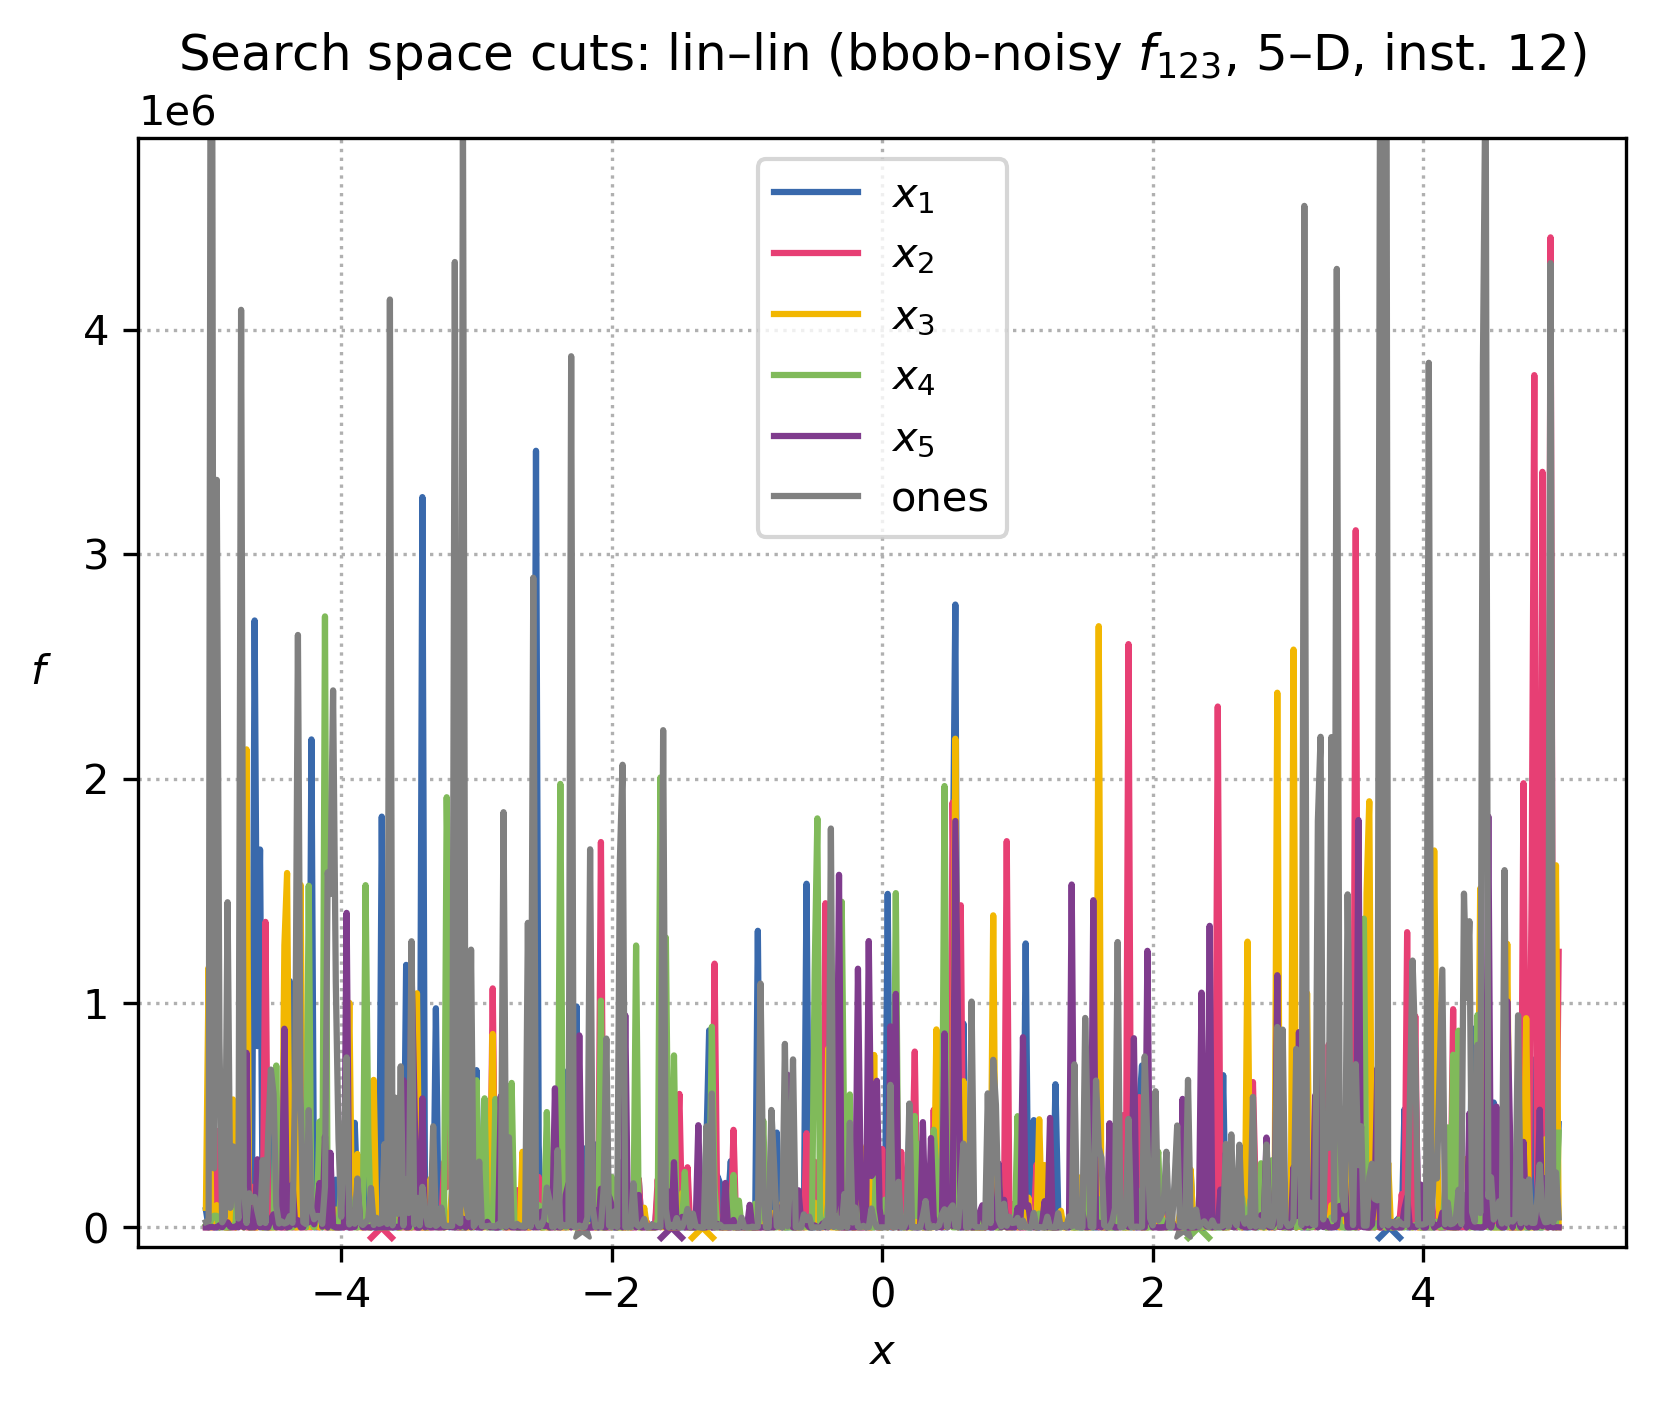 Search space cuts: lin–lin (bbob-noisy f₁₂₃, 5–D, inst. 12)
1e6
x₁
x₂
x₃
x₄
x₅
ones
4
3
2
1
0
f
−4 −2 0 2 4
x